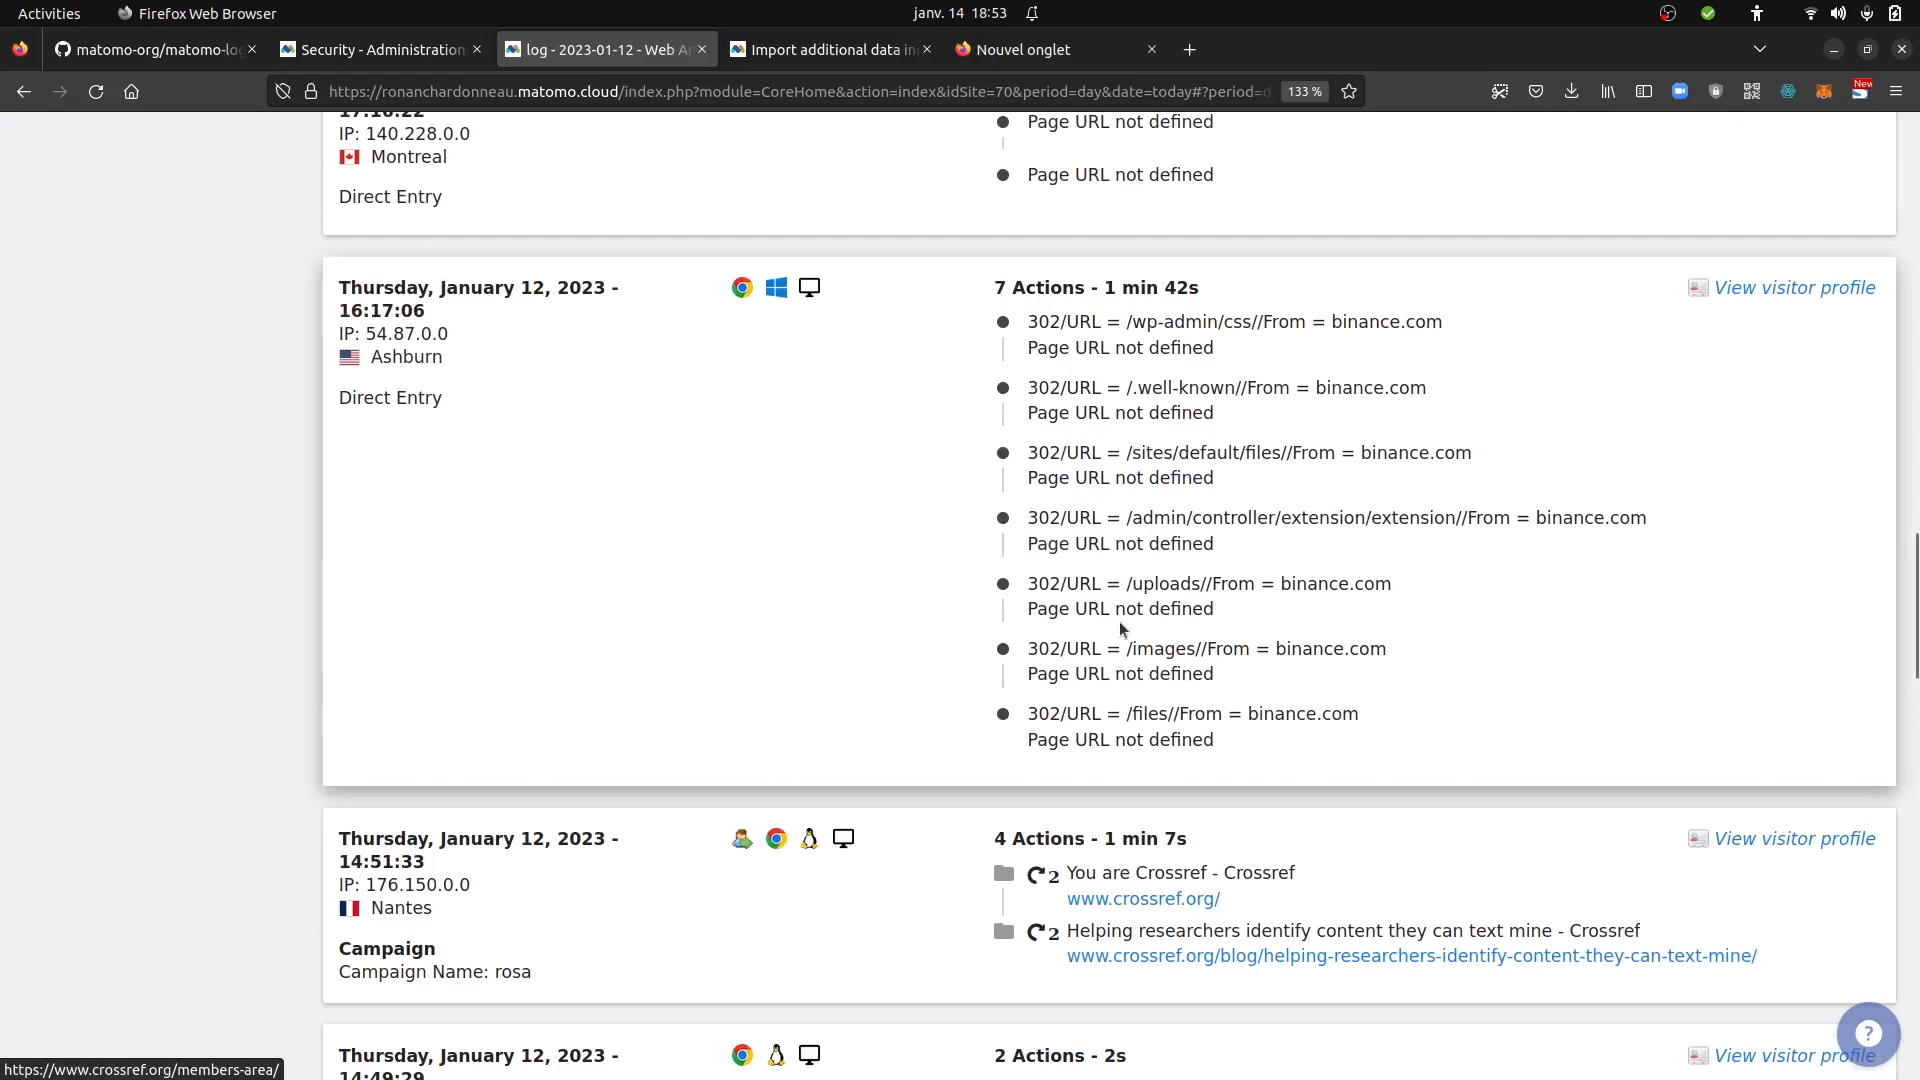 Activities
Firefox Web Browser
janv. 14 18:53
matomo-org/matomo-log
Security - Administration
log - 2023-01-12 - Web An
Import additional data in
Nouvel onglet
https://ronanchardonneau.matomo.cloud/index.php?module=CoreHome&action=index&idSite=70&period=day&date=today#?period=d
133 %
New
17:16:22
IP: 140.228.0.0
Montreal
Direct Entry
Page URL not defined
Page URL not defined
Thursday, January 12, 2023 -
16:17:06
IP: 54.87.0.0
Ashburn
Direct Entry
7 Actions - 1 min 42s
View visitor profile
302/URL = /wp-admin/css//From = binance.com
Page URL not defined
302/URL = /.well-known//From = binance.com
Page URL not defined
302/URL = /sites/default/files//From = binance.com
Page URL not defined
302/URL = /admin/controller/extension/extension//From = binance.com
Page URL not defined
302/URL = /uploads//From = binance.com
Page URL not defined
302/URL = /images//From = binance.com
Page URL not defined
302/URL = /files//From = binance.com
Page URL not defined
Thursday, January 12, 2023 -
14:51:33
IP: 176.150.0.0
Nantes
Campaign
Campaign Name: rosa
4 Actions - 1 min 7s
View visitor profile
2 You are Crossref - Crossref
www.crossref.org/
2 Helping researchers identify content they can text mine - Crossref
www.crossref.org/blog/helping-researchers-identify-content-they-can-text-mine/
Thursday, January 12, 2023 -
14:49:29
2 Actions - 2s
View visitor profile
?
https://www.crossref.org/members-area/